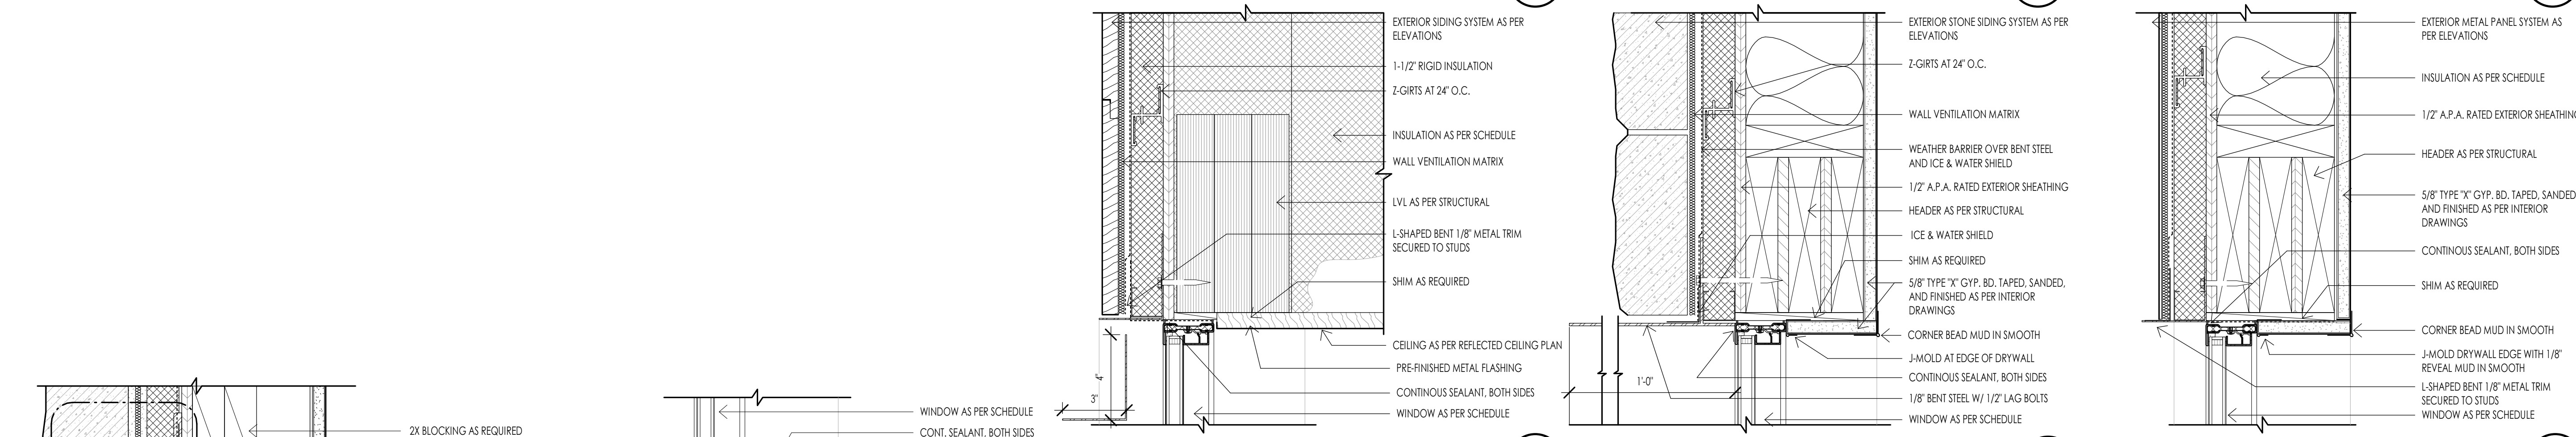 EXTERIOR SIDING SYSTEM AS PER
ELEVATIONS
1-1/2" RIGID INSULATION
Z-GIRTS AT 24" O.C.
INSULATION AS PER SCHEDULE
WALL VENTILATION MATRIX
LVL AS PER STRUCTURAL
L-SHAPED BENT 1/8" METAL TRIM
SECURED TO STUDS
SHIM AS REQUIRED
CEILING AS PER REFLECTED CEILING PLAN
PRE-FINISHED METAL FLASHING
CONTINOUS SEALANT, BOTH SIDES
WINDOW AS PER SCHEDULE
4"
3"
EXTERIOR STONE SIDING SYSTEM AS PER
ELEVATIONS
Z-GIRTS AT 24" O.C.
WALL VENTILATION MATRIX
WEATHER BARRIER OVER BENT STEEL
AND ICE & WATER SHIELD
1/2" A.P.A. RATED EXTERIOR SHEATHING
HEADER AS PER STRUCTURAL
ICE & WATER SHIELD
SHIM AS REQUIRED
5/8" TYPE "X" GYP. BD. TAPED, SANDED,
AND FINISHED AS PER INTERIOR
DRAWINGS
CORNER BEAD MUD IN SMOOTH
J-MOLD AT EDGE OF DRYWALL
CONTINOUS SEALANT, BOTH SIDES
1/8" BENT STEEL W/ 1/2" LAG BOLTS
WINDOW AS PER SCHEDULE
1'-0"
EXTERIOR METAL PANEL SYSTEM AS
PER ELEVATIONS
INSULATION AS PER SCHEDULE
1/2" A.P.A. RATED EXTERIOR SHEATHING
HEADER AS PER STRUCTURAL
5/8" TYPE "X" GYP. BD. TAPED, SANDED
AND FINISHED AS PER INTERIOR
DRAWINGS
CONTINOUS SEALANT, BOTH SIDES
SHIM AS REQUIRED
CORNER BEAD MUD IN SMOOTH
J-MOLD DRYWALL EDGE WITH 1/8"
REVEAL MUD IN SMOOTH
L-SHAPED BENT 1/8" METAL TRIM
SECURED TO STUDS
WINDOW AS PER SCHEDULE
2X BLOCKING AS REQUIRED
WINDOW AS PER SCHEDULE
CONT. SEALANT, BOTH SIDES